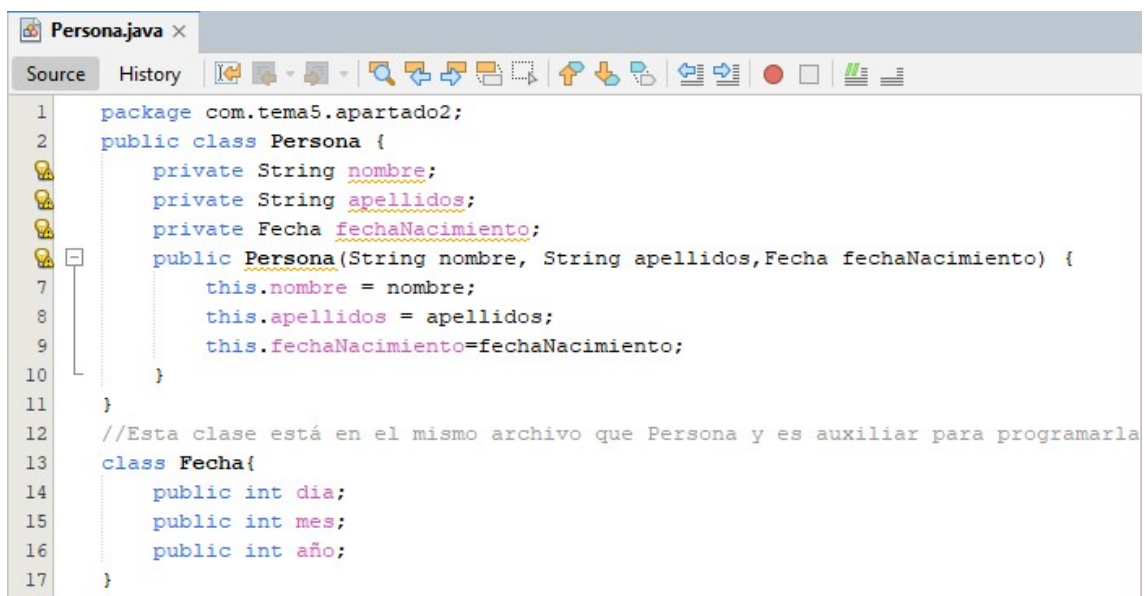 Persona.java ×
Source History
1 package com.tema5.apartado2;
2 public class Persona {
private String nombre;
private String apellidos;
private Fecha fechaNacimiento;
public Persona(String nombre, String apellidos,Fecha fechaNacimiento) {
7 this.nombre = nombre;
8 this.apellidos = apellidos;
9 this.fechaNacimiento=fechaNacimiento;
10 }
11 }
12 //Esta clase está en el mismo archivo que Persona y es auxiliar para programarla
13 class Fecha{
14 public int dia;
15 public int mes;
16 public int año;
17 }